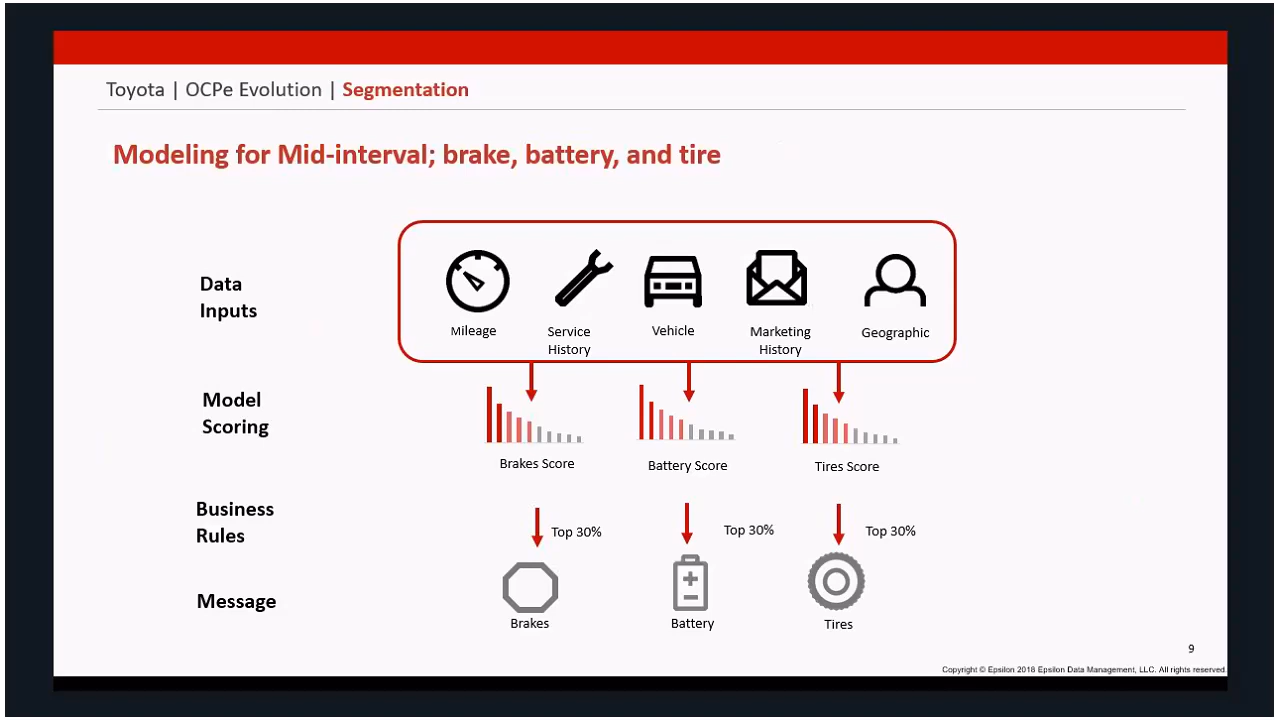 Toyota | OCPe Evolution | Segmentation
Modeling for Mid-interval; brake, battery, and tire
Data
Inputs
Mileage
Service
History
Vehicle
Marketing
History
Geographic
Model
Scoring
Brakes Score
Battery Score
Tires Score
Business
Rules
Top 30%
Top 30%
Top 30%
Message
Brakes
Battery
Tires
9
Copyright © Epsilon 2018 Epsilon Data Management, LLC. All rights reserved.